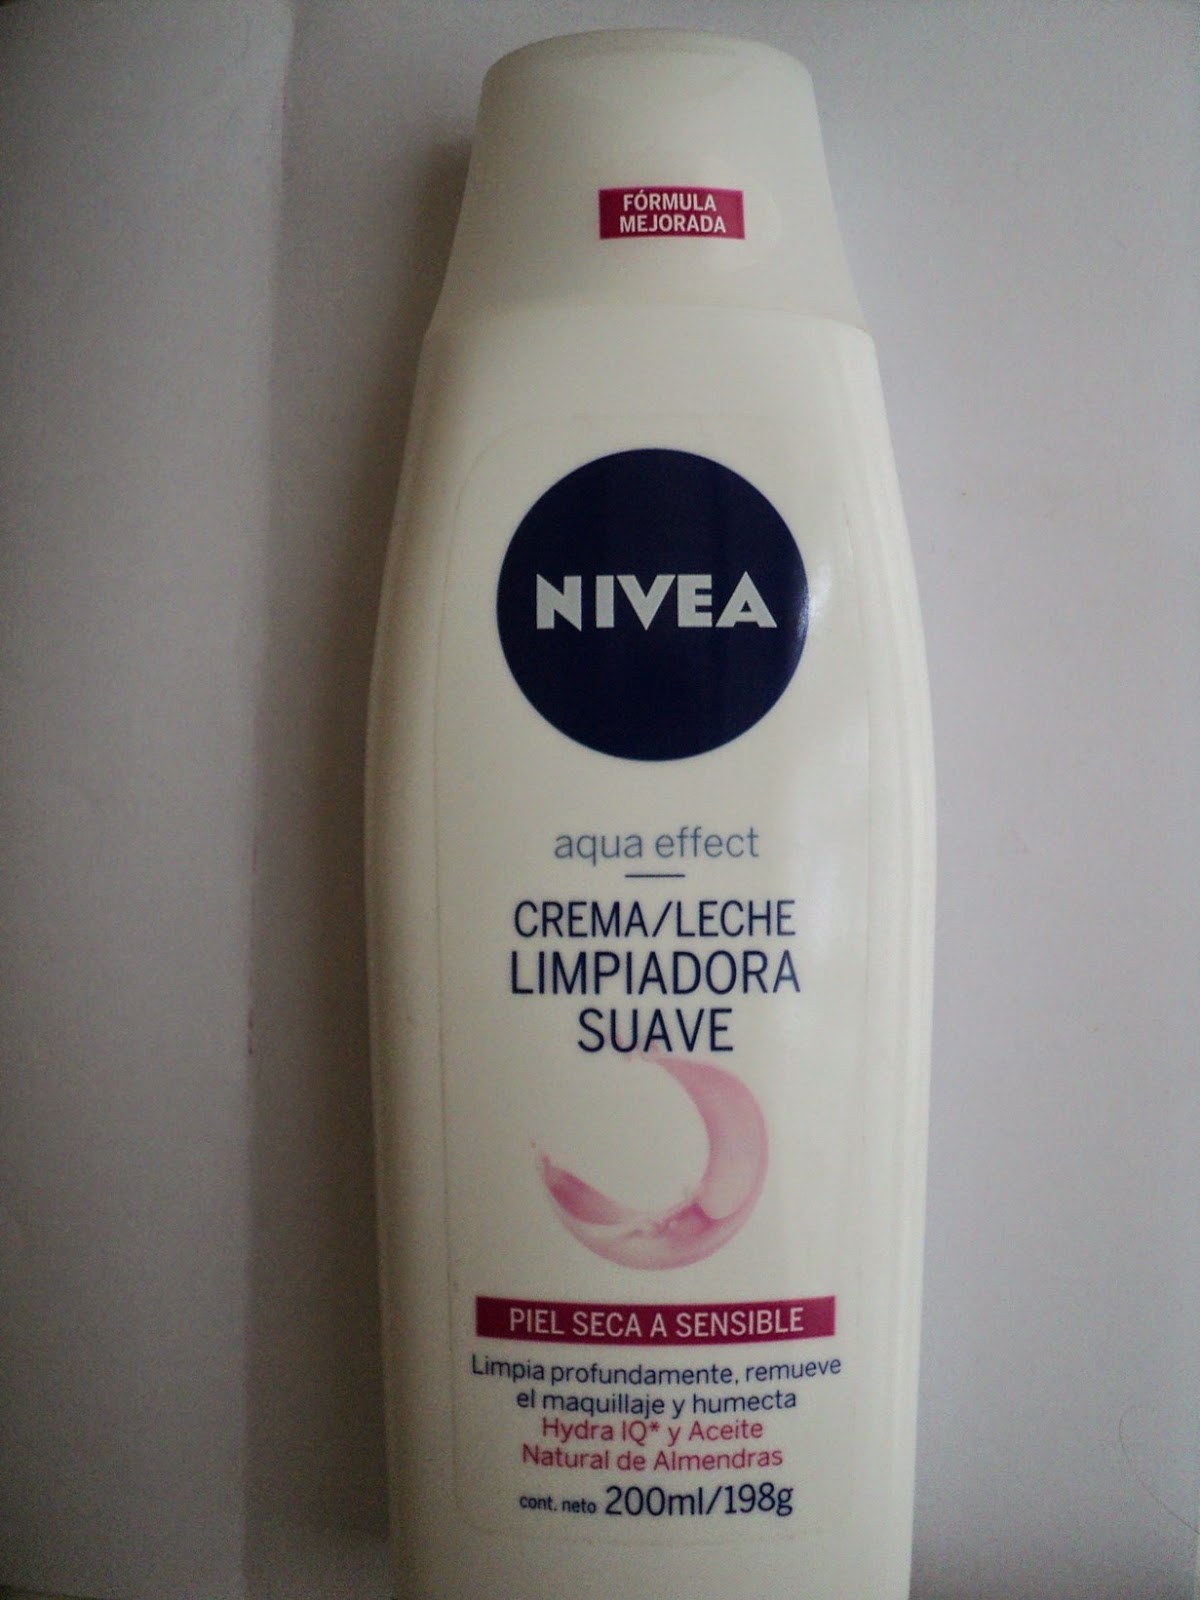 FÓRMULA
MEJORADA
NIVEA
aqua effect
CREMA/LECHE
LIMPIADORA
SUAVE
PIEL SECA A SENSIBLE
Limpia profundamente, remueve
el maquillaje y humecta
Hydra IQ* y Aceite
Natural de Almendras
cont. neto 200ml/198g